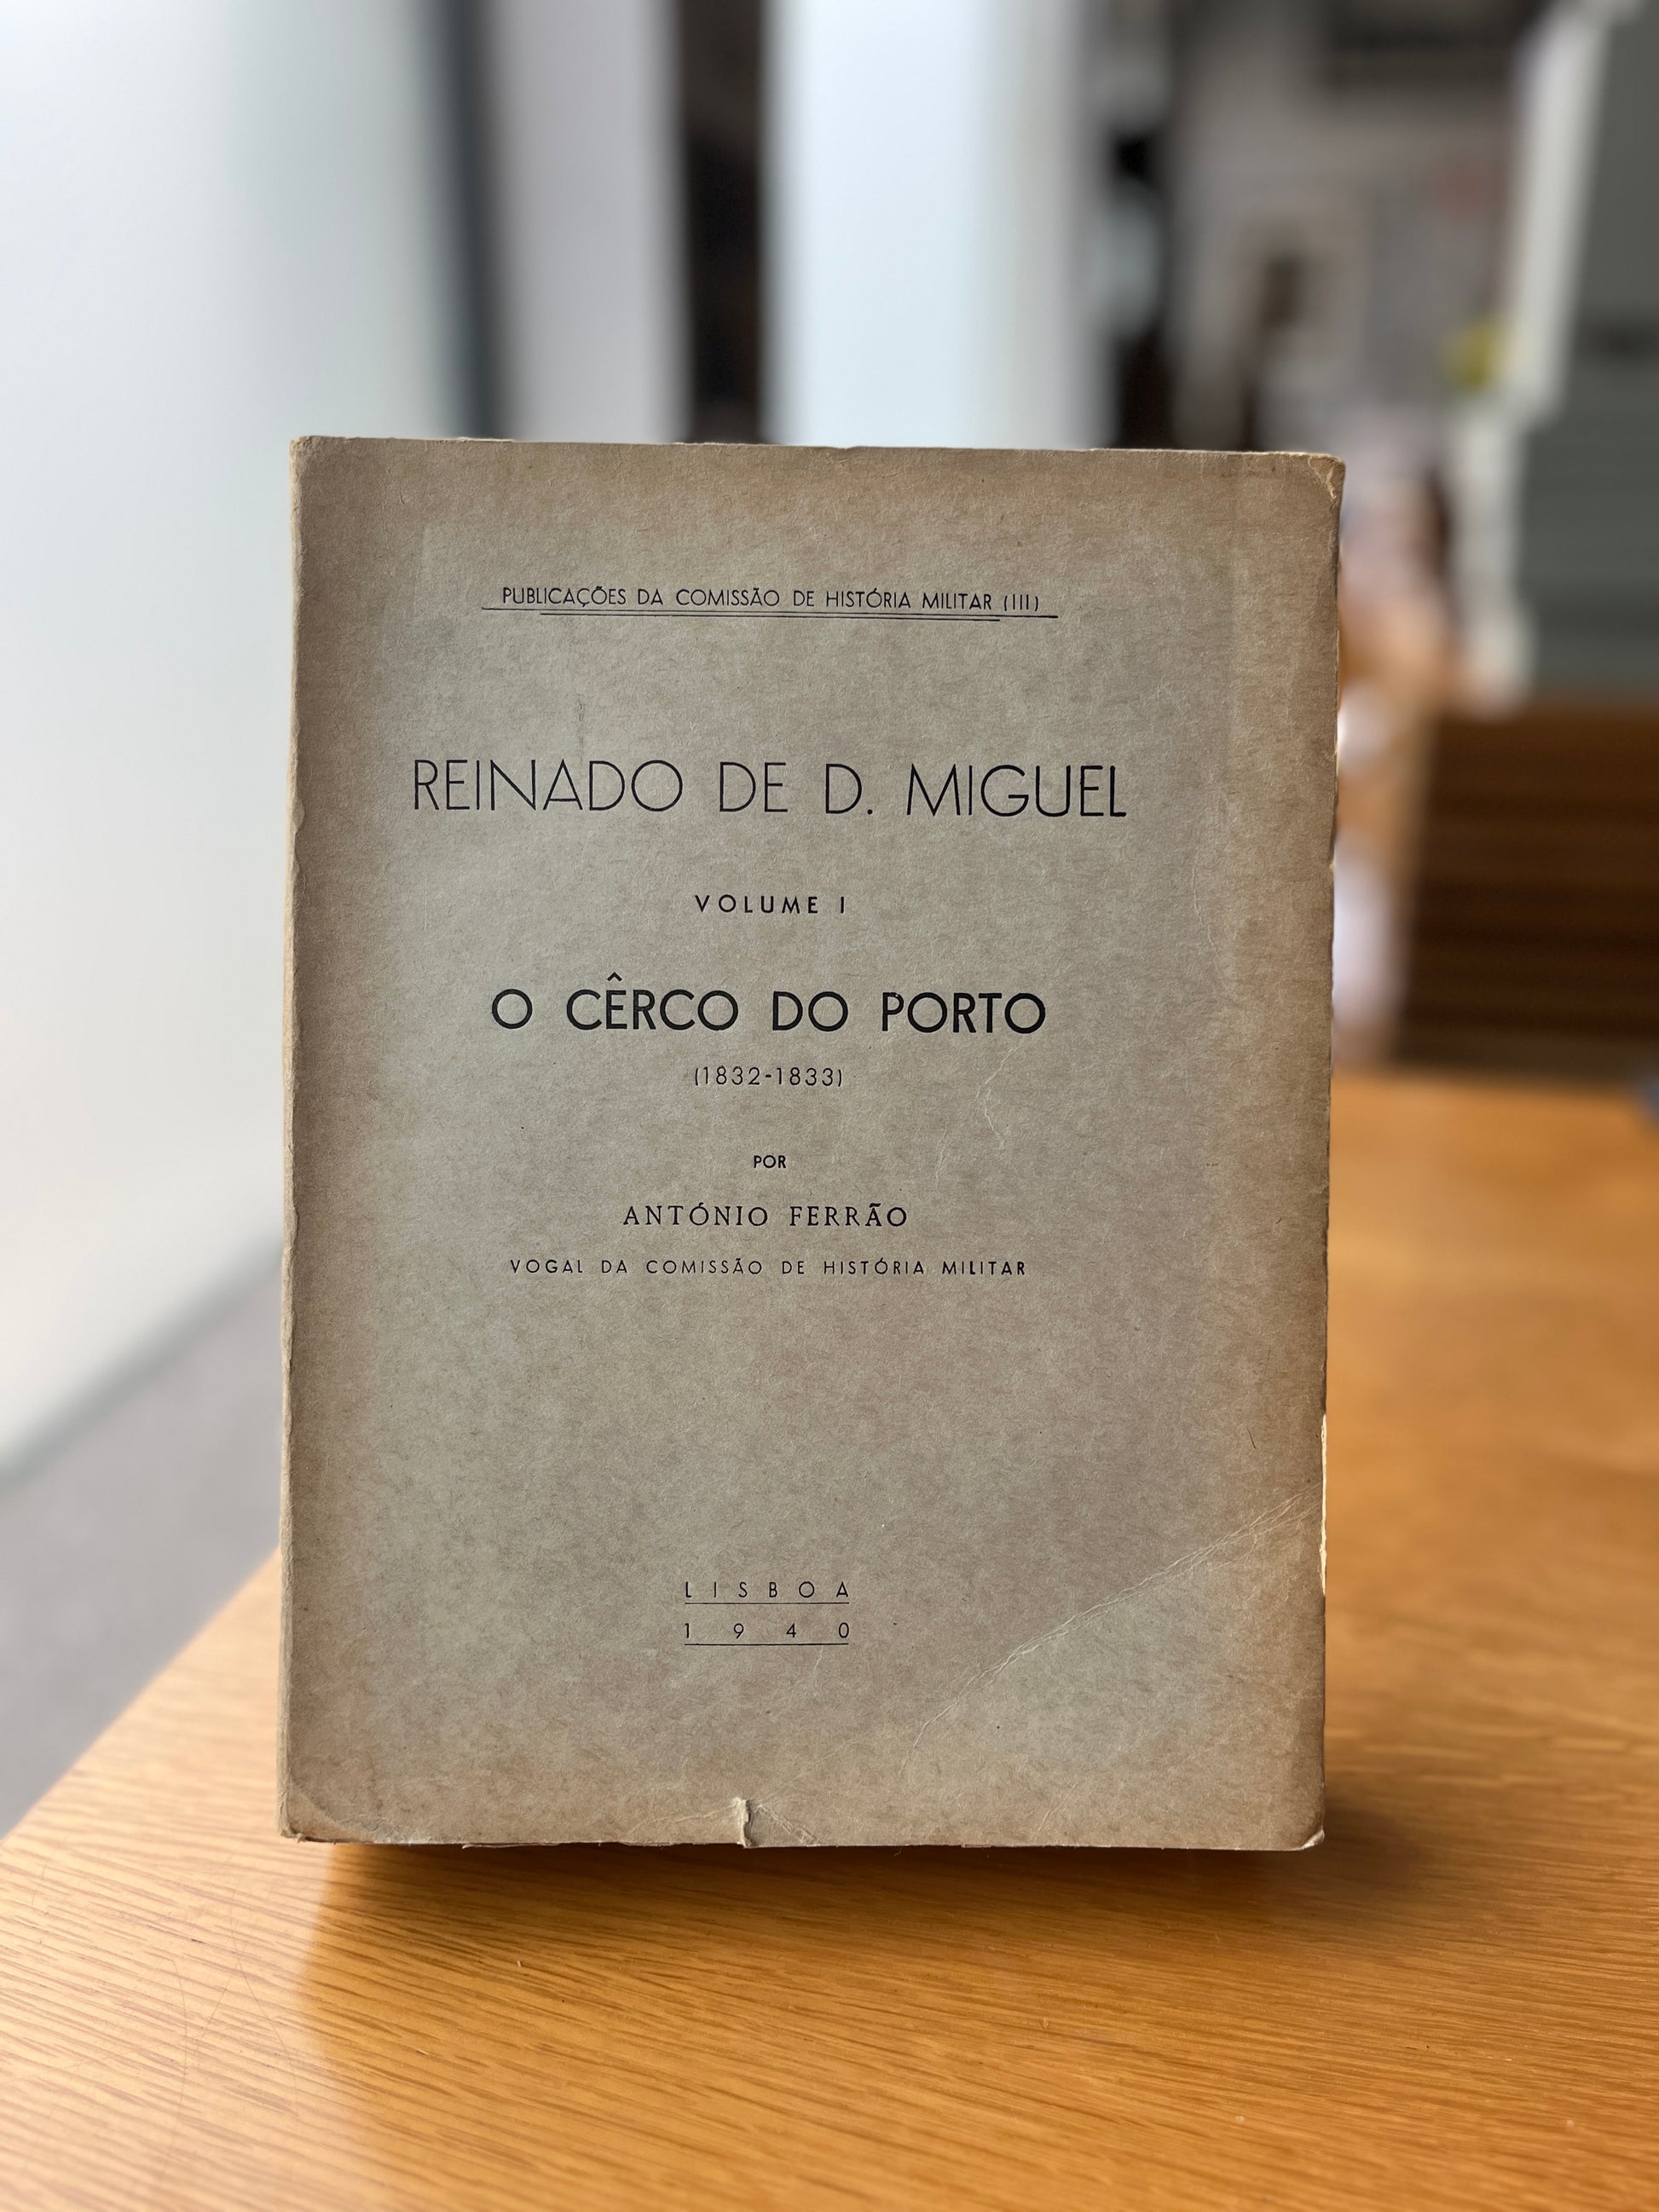 PUBLICAÇÕES DA COMISSÃO DE HISTÓRIA MILITAR (III)
REINADO DE D. MIGUEL
VOLUME I
O CÊRCO DO PORTO
(1832-1833)
POR
ANTÓNIO FERRÃO
VOGAL DA COMISSÃO DE HISTÓRIA MILITAR
LISBOA
1940